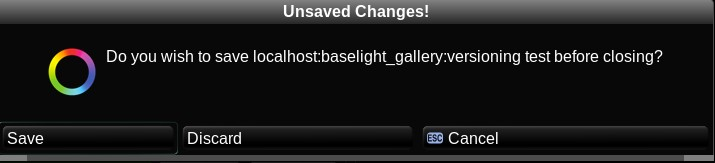 Unsaved Changes!
Do you wish to save localhost:baselight_gallery:versioning test before closing?
Save
Discard
ESC Cancel